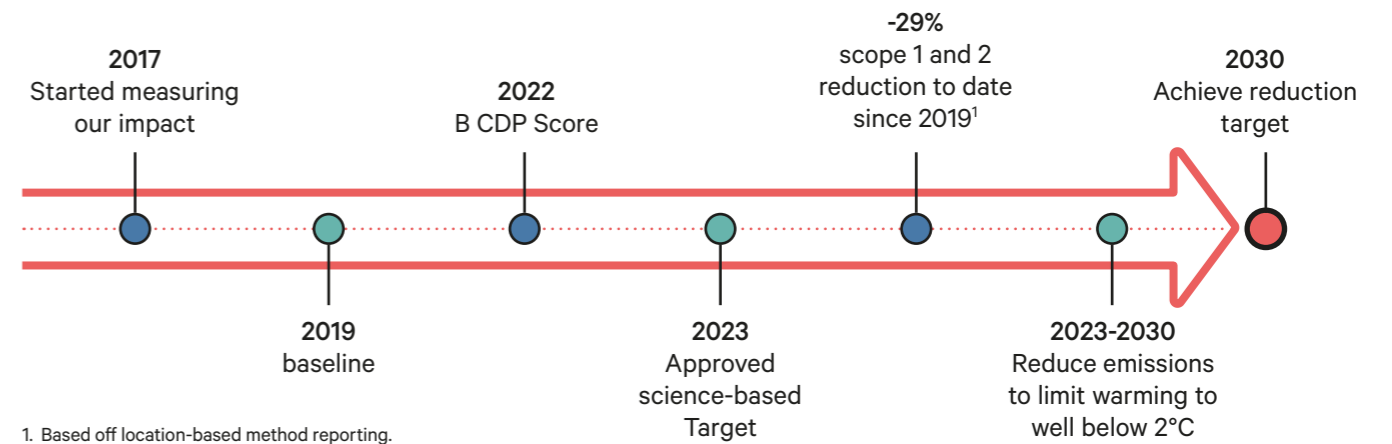 2017
Started measuring
our impact
2019
baseline
2022
B CDP Score
2023
Approved
science-based
Target
-29%
scope 1 and 2
reduction to date
since 2019¹
2023-2030
Reduce emissions
to limit warming to
well below 2°C
2030
Achieve reduction
target
1. Based off location-based method reporting.